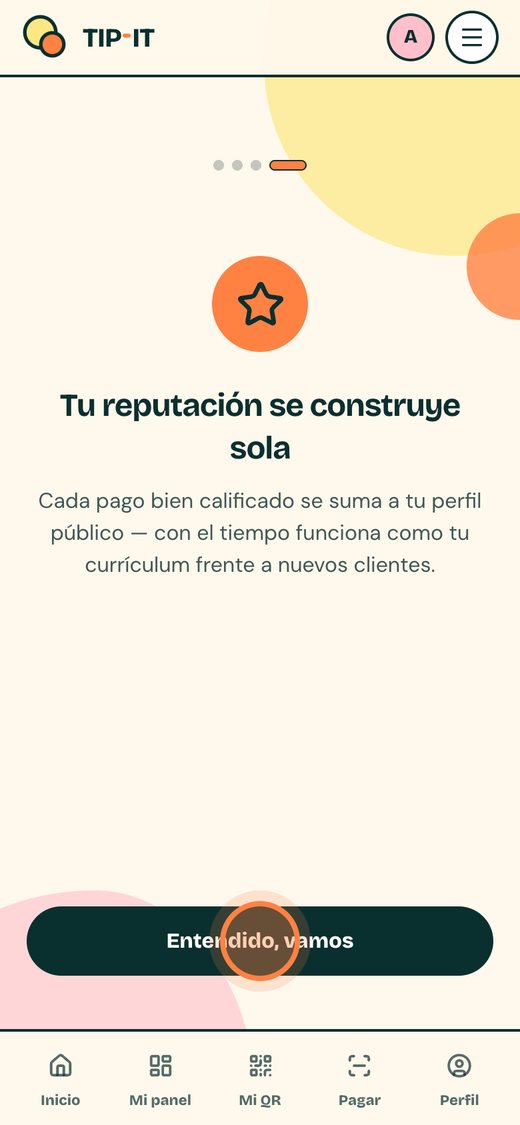 TIP-IT
A
Tu reputación se construye
sola
Cada pago bien calificado se suma a tu perfil
público — con el tiempo funciona como tu
currículum frente a nuevos clientes.
Entendido, vamos
Inicio
Mi panel
Mi QR
Pagar
Perfil